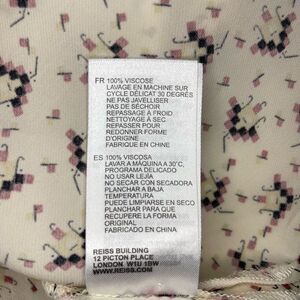 FR 100% VISCOSE
LAVAGE EN MACHINE SUR
CYCLE DÉLICAT 30 DEGRÉS
NE PAS JAVELLISER
PAS DE SÉCHOIR
REPASSAGE À FROID
NETTOYAGE À SEC
REPASSER POUR
REDONNER FORME
D'ORIGINE
FABRIQUE EN CHINE
ES 100% VISCOSA
LAVAR A MÁQUINA A 30˚C,
PROGRAMA DELICADO
NO USAR LEJÍA
NO SECAR CON SECADORA
PLANCHAR A BAJA
TEMPERATURA
PUEDE LIMPIARSE EN SECO
PLANCHAR PARA QUE
RECUPERE LA FORMA
ORIGINAL
FABRICADO EN CHINA
REISS BUILDING
12 PICTON PLACE
LONDON W1U 1BW
WWW.REISS.COM